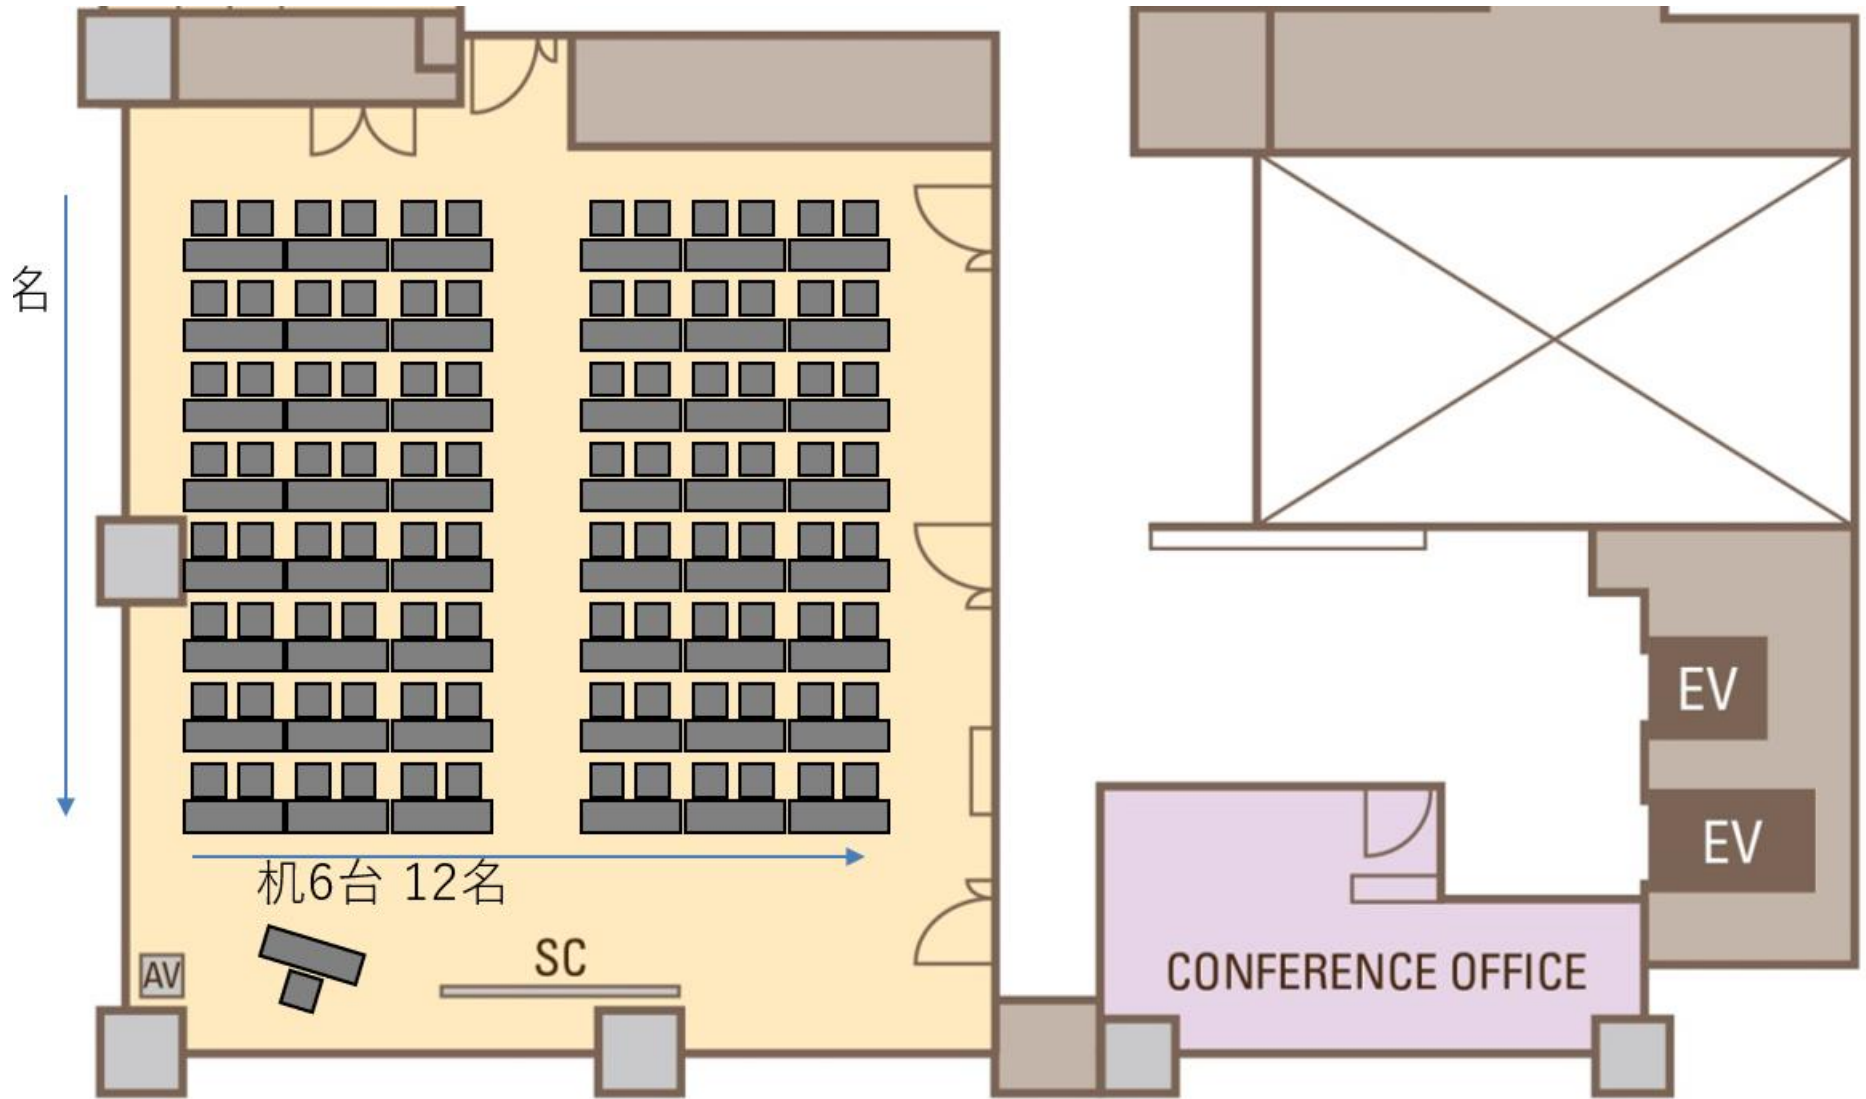 名
机6台 12名
AV
SC
EV
EV
CONFERENCE OFFICE